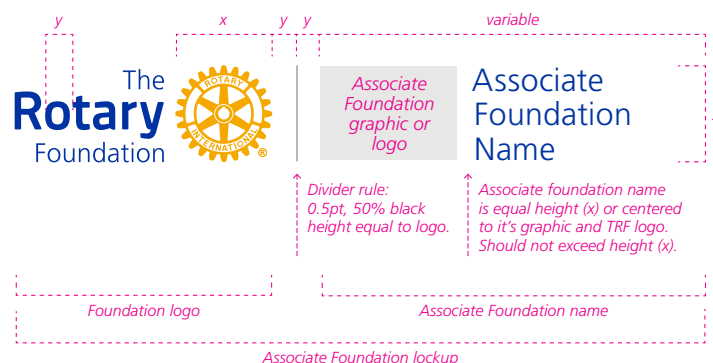 y x y y variable
The
Rotary
Foundation
ROTARY
INTERNATIONAL
®
Associate
Foundation
graphic or
logo
Associate
Foundation
Name
Divider rule:
0.5pt, 50% black
height equal to logo.
Associate foundation name
is equal height (x) or centered
to it's graphic and TRF logo.
Should not exceed height (x).
Foundation logo
Associate Foundation name
Associate Foundation lockup